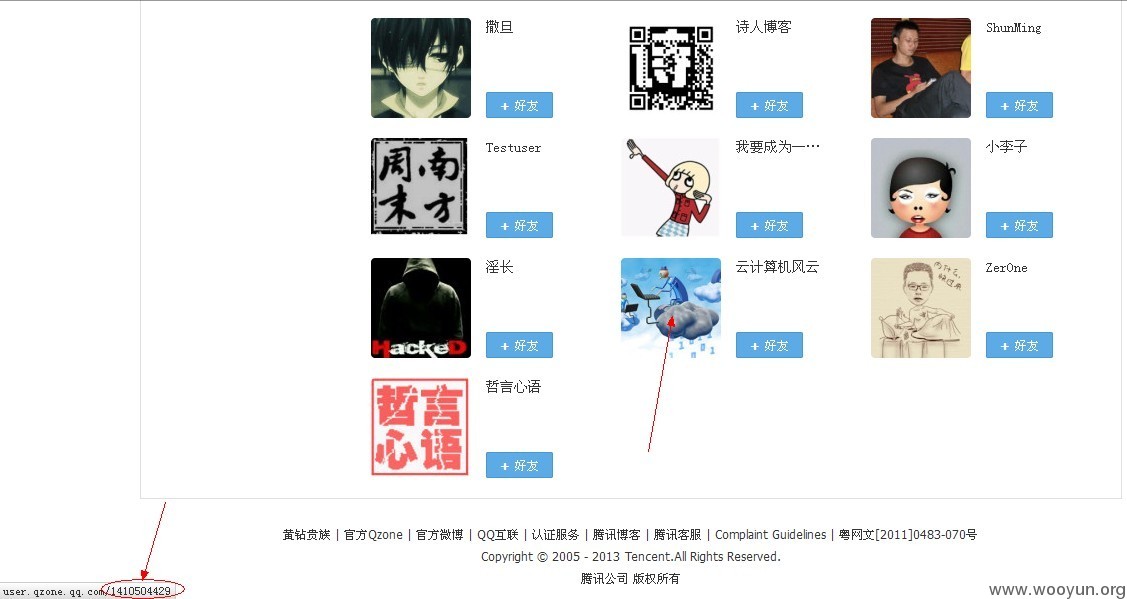 撒旦
诗人博客
ShunMing
+ 好友
+ 好友
+ 好友
周南
末方
Testuser
我要成为一···
小李子
+ 好友
+ 好友
+ 好友
淫长
云计算机风云
ZerOne
HackeD
+ 好友
+ 好友
+ 好友
哲言
心语
哲言心语
+ 好友
黄钻贵族 | 官方Qzone | 官方微博 | QQ互联 | 认证服务 | 腾讯博客 | 腾讯客服 | Complaint Guidelines | 粤网文[2011]0483-070号
Copyright © 2005 - 2013 Tencent.All Rights Reserved.
腾讯公司 版权所有
user.qzone.qq.com/1410504429
www.wooyun.org